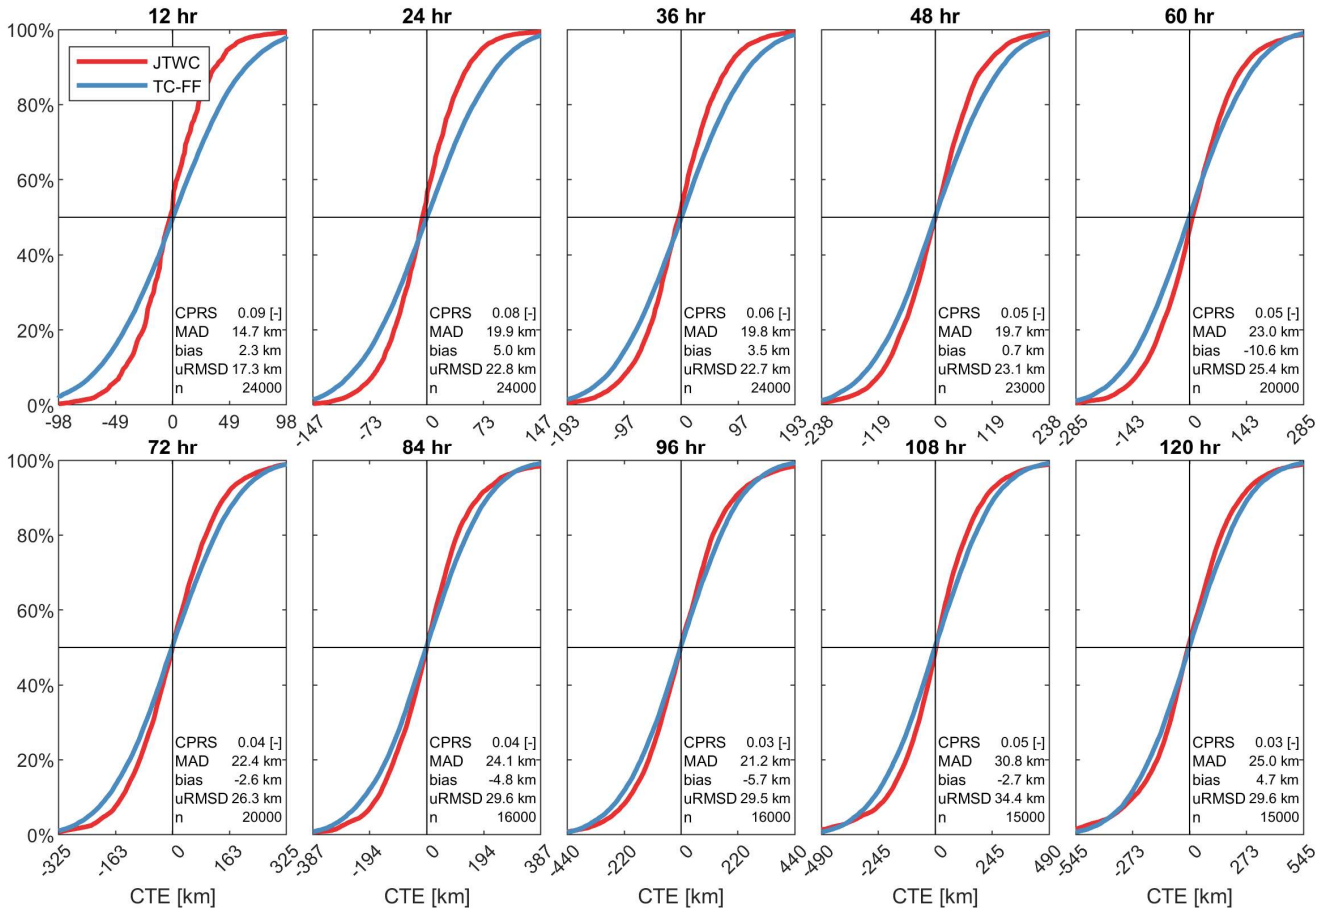 12 hr
24 hr
36 hr
48 hr
60 hr
100%
80%
60%
40%
20%
0%
JTWC
TC-FF
CPRS 0.09 [-]
MAD 14.7 km
bias 2.3 km
uRMSD 17.3 km
n 24000
CPRS 0.08 [-]
MAD 19.9 km
bias 5.0 km
uRMSD 22.8 km
n 24000
CPRS 0.06 [-]
MAD 19.8 km
bias 3.5 km
uRMSD 22.7 km
n 24000
CPRS 0.05 [-]
MAD 19.7 km
bias 0.7 km
uRMSD 23.1 km
n 23000
CPRS 0.05 [-]
MAD 23.0 km
bias -10.6 km
uRMSD 25.4 km
n 20000
-98 -49 0 49 98
-147 -73 0 73 147
-193 -97 0 97 193
-238 -119 0 119 238
-285 -143 0 143 285
72 hr
84 hr
96 hr
108 hr
120 hr
100%
80%
60%
40%
20%
0%
CPRS 0.04 [-]
MAD 22.4 km
bias -2.6 km
uRMSD 26.3 km
n 20000
CPRS 0.04 [-]
MAD 24.1 km
bias -4.8 km
uRMSD 29.6 km
n 16000
CPRS 0.03 [-]
MAD 21.2 km
bias -5.7 km
uRMSD 29.5 km
n 16000
CPRS 0.05 [-]
MAD 30.8 km
bias -2.7 km
uRMSD 34.4 km
n 15000
CPRS 0.03 [-]
MAD 25.0 km
bias 4.7 km
uRMSD 29.6 km
n 15000
-325 -163 0 163 325
-387 -194 0 194 387
-440 -220 0 220 440
-490 -245 0 245 490
-545 -273 0 273 545
CTE [km]
CTE [km]
CTE [km]
CTE [km]
CTE [km]